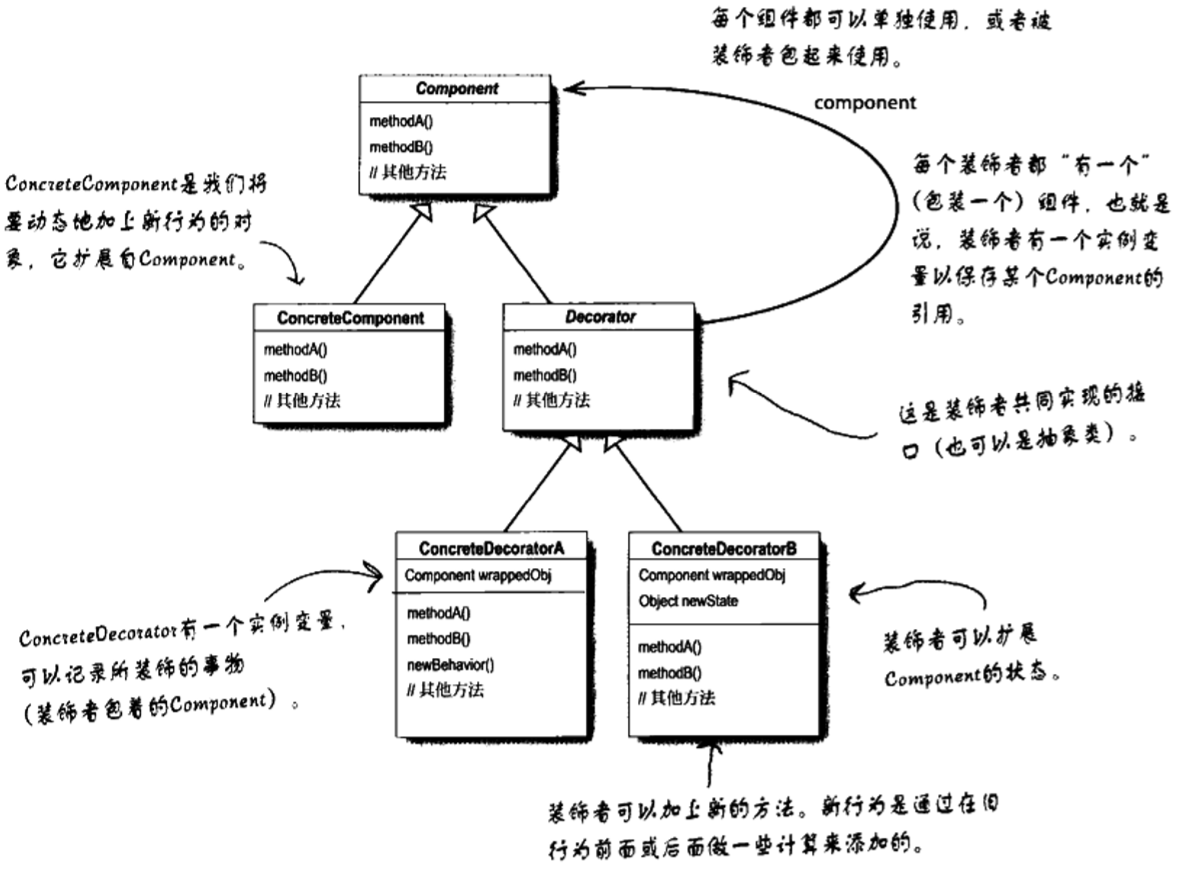 每个组件都可以单独使用，或者被
装饰者包起来使用。
Component
methodA()
methodB()
// 其他方法
component
ConcreteComponent是我们将
要动态地加上新行为的对
象，它扩展自Component。
每个装饰者都“有一个”
（包装一个）组件，也就是
说，装饰者有一个实例变
量以保存某个Component的
引用。
ConcreteComponent
methodA()
methodB()
// 其他方法
Decorator
methodA()
methodB()
// 其他方法
这是装饰者共同实现的接
口（也可以是抽象类）。
ConcreteDecoratorA
Component wrappedObj
methodA()
methodB()
newBehavior()
// 其他方法
ConcreteDecoratorB
Component wrappedObj
Object newState
methodA()
methodB()
// 其他方法
ConcreteDecorator有一个实例变量，
可以记录所装饰的事物
（装饰者包着的Component）。
装饰者可以扩展
Component的状态。
装饰者可以加上新的方法。新行为是通过在旧
行为前面或后面做一些计算来添加的。